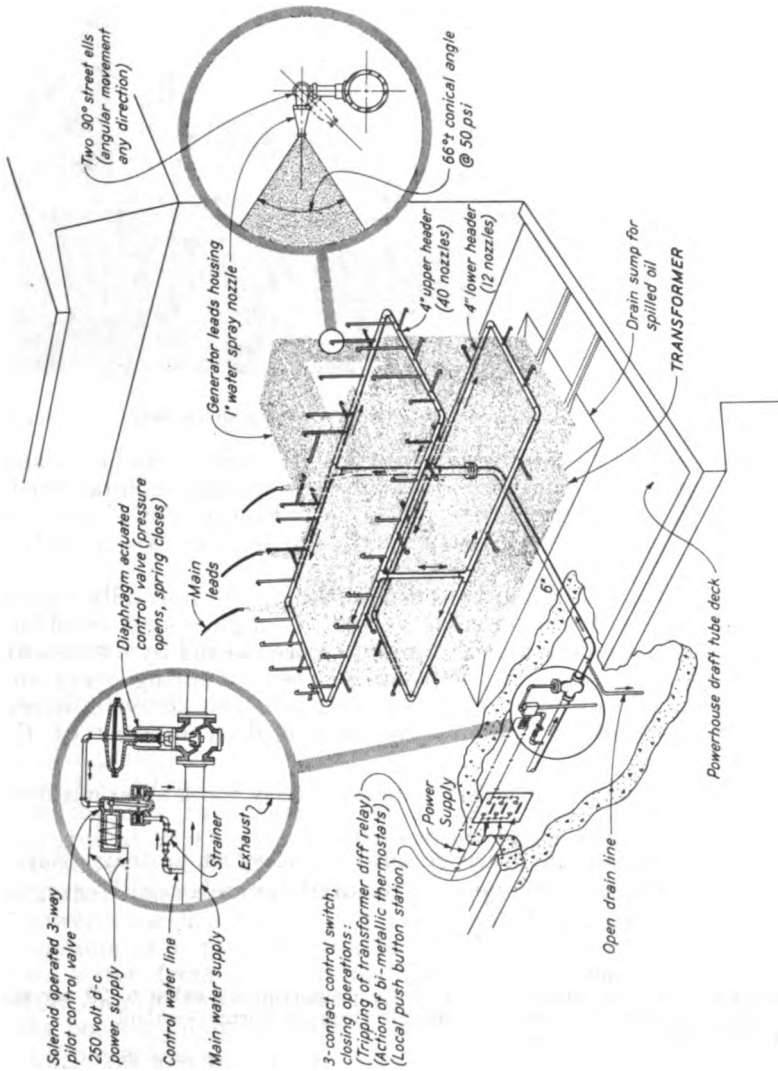 Solenoid operated 3-way
pilot control valve
250 volt d c
power supply
Control water line
Main water supply
Strainer
Exhaust
Diaphragm actuated
control valve (pressure
opens, spring closes)
Main
leads
Generator leads housing
1" water spray nozzle
Two 90° street ells
(angular movement
any direction)
66°± conical angle
@ 50 psi
4" upper header
(40 nozzles)
4" lower header
(12 nozzles)
Drain sump for
spilled oil
TRANSFORMER
3-contact control switch,
closing operations:
(Tripping of transformer diff relay)
(Action of bi-metallic thermostats)
(Local push button station)
Power
Supply
6"
Open drain line
Powerhouse draft tube deck